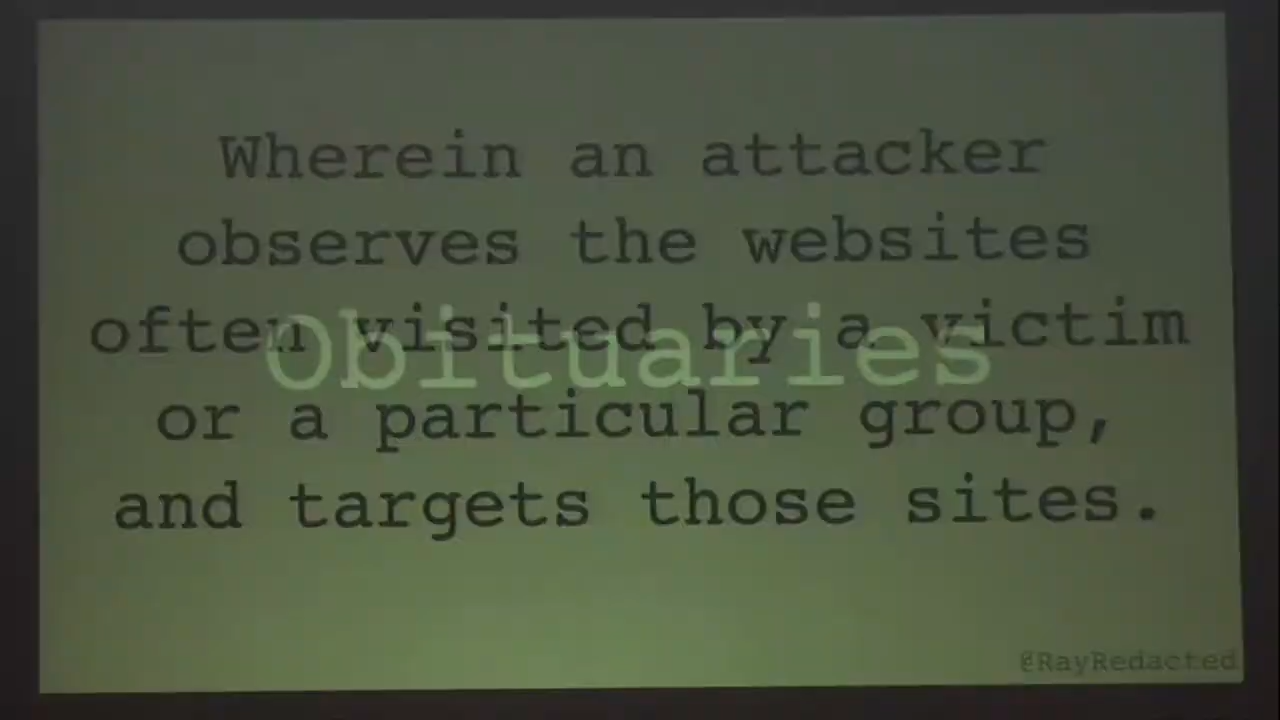 Wherein an attacker
observes the websites
often visited by a victim
Obituaries
or a particular group,
and targets those sites.
@RayRedacted